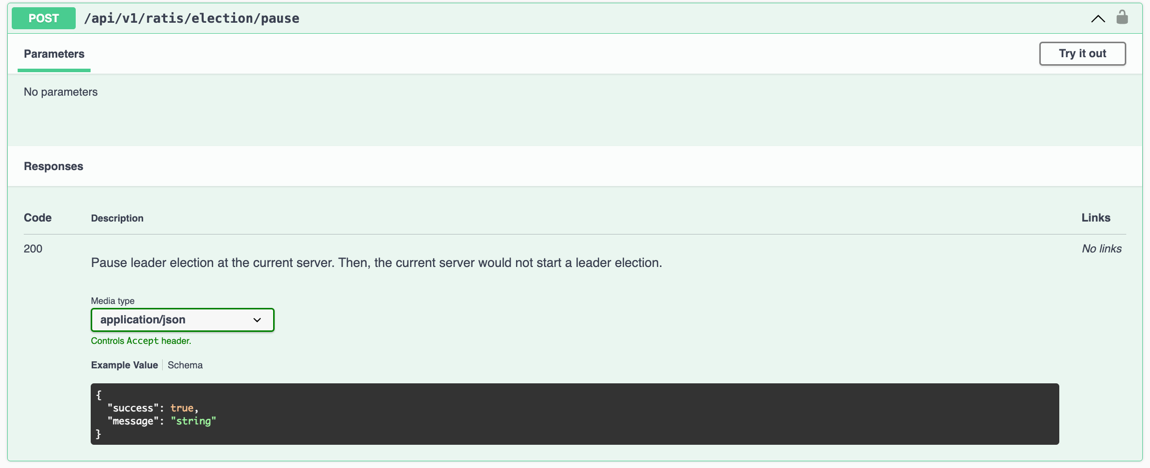 POST /api/v1/ratis/election/pause
Parameters
Try it out
No parameters
Responses
Code Description Links
200 No links
Pause leader election at the current server. Then, the current server would not start a leader election.
Media type
application/json
Controls Accept header.
Example Value Schema
{
"success": true,
"message": "string"
}